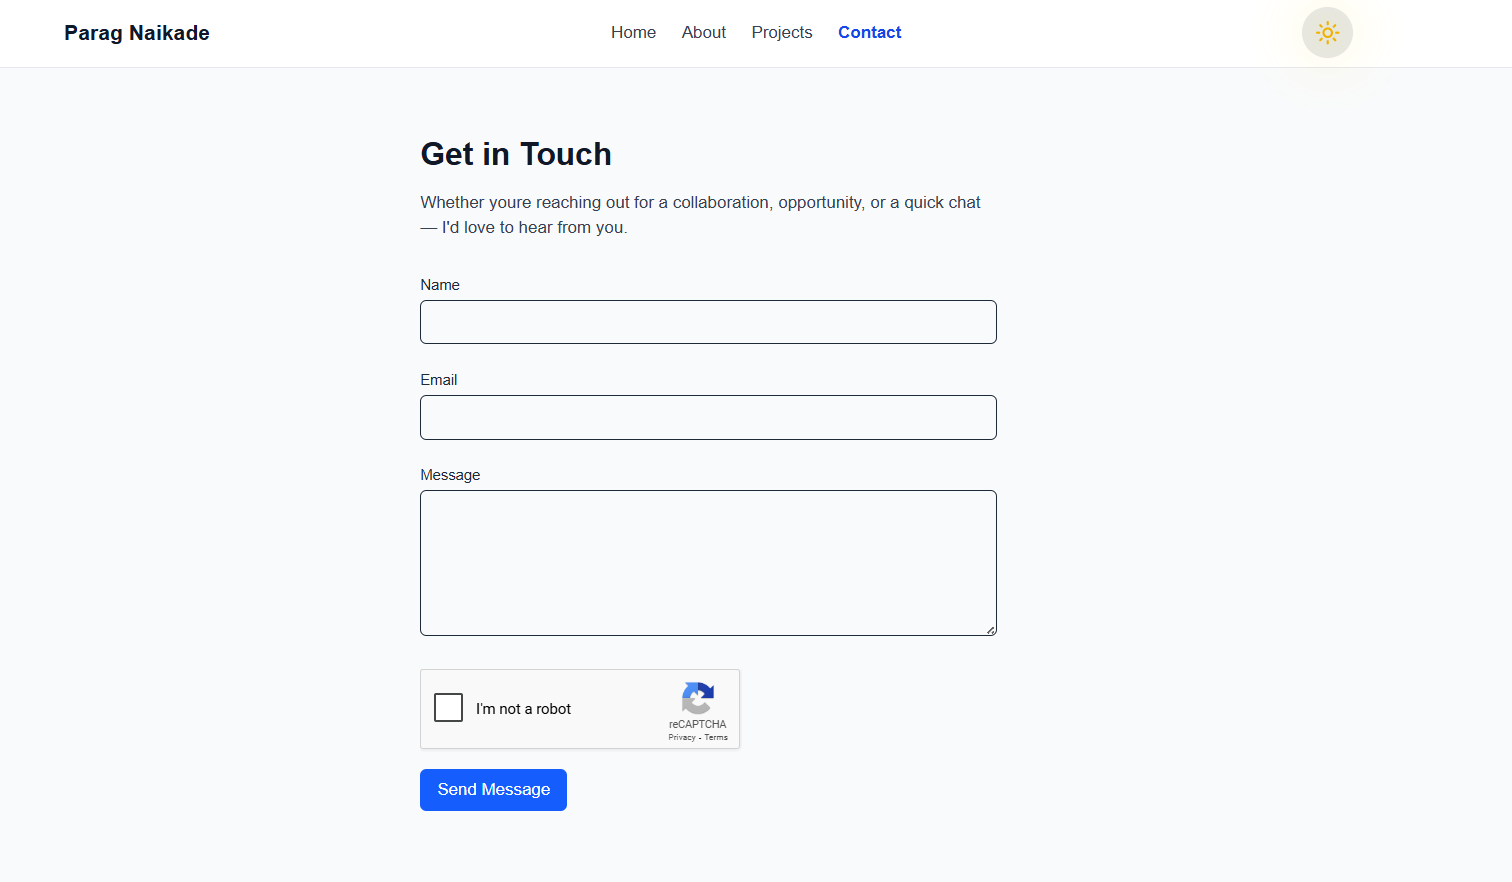 Parag Naikade
Home About Projects Contact
Get in Touch
Whether youre reaching out for a collaboration, opportunity, or a quick chat
— I'd love to hear from you.
Name
Email
Message
I'm not a robot
reCAPTCHA
Privacy - Terms
Send Message